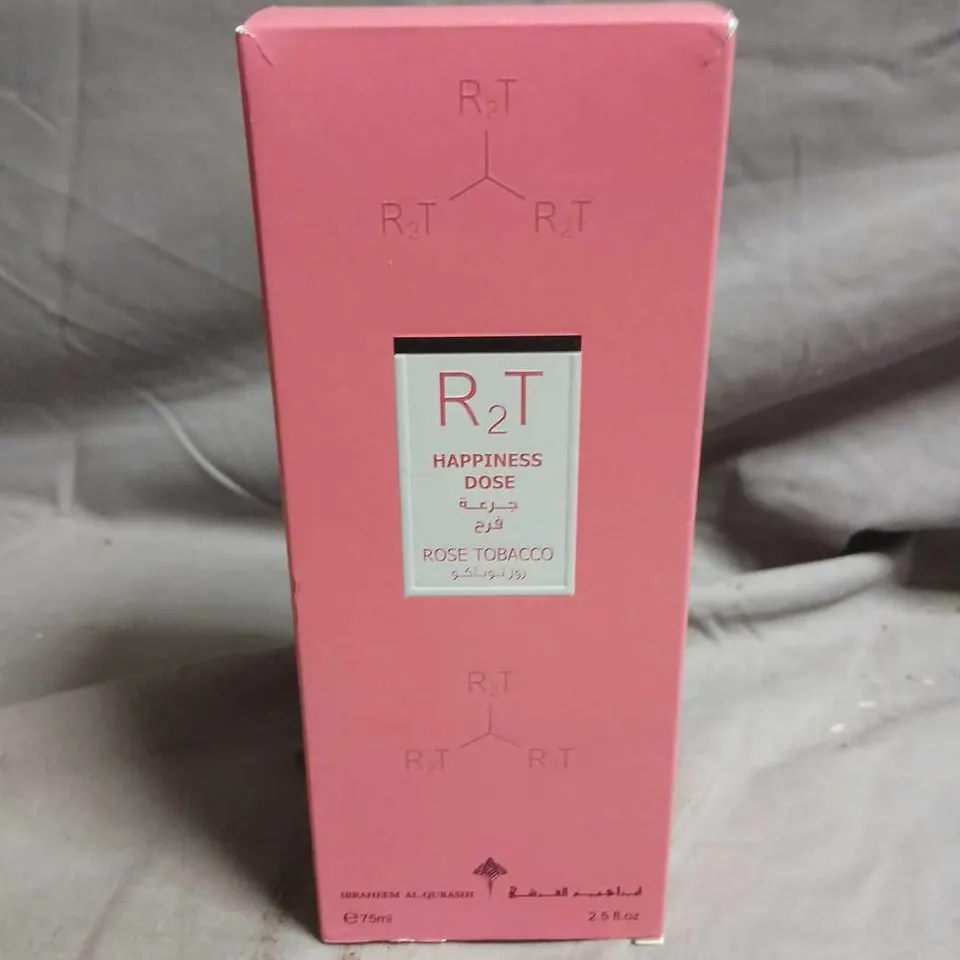 R2T
R2T R2T
R2T
HAPPINESS
DOSE
جرعة
فرح
ROSE TOBACCO
روز توباكو
R2T
R2T R2T
IBRAHEEM AL.QURASHI ابراهيم القرشي
℮75ml 2.5 fl.oz